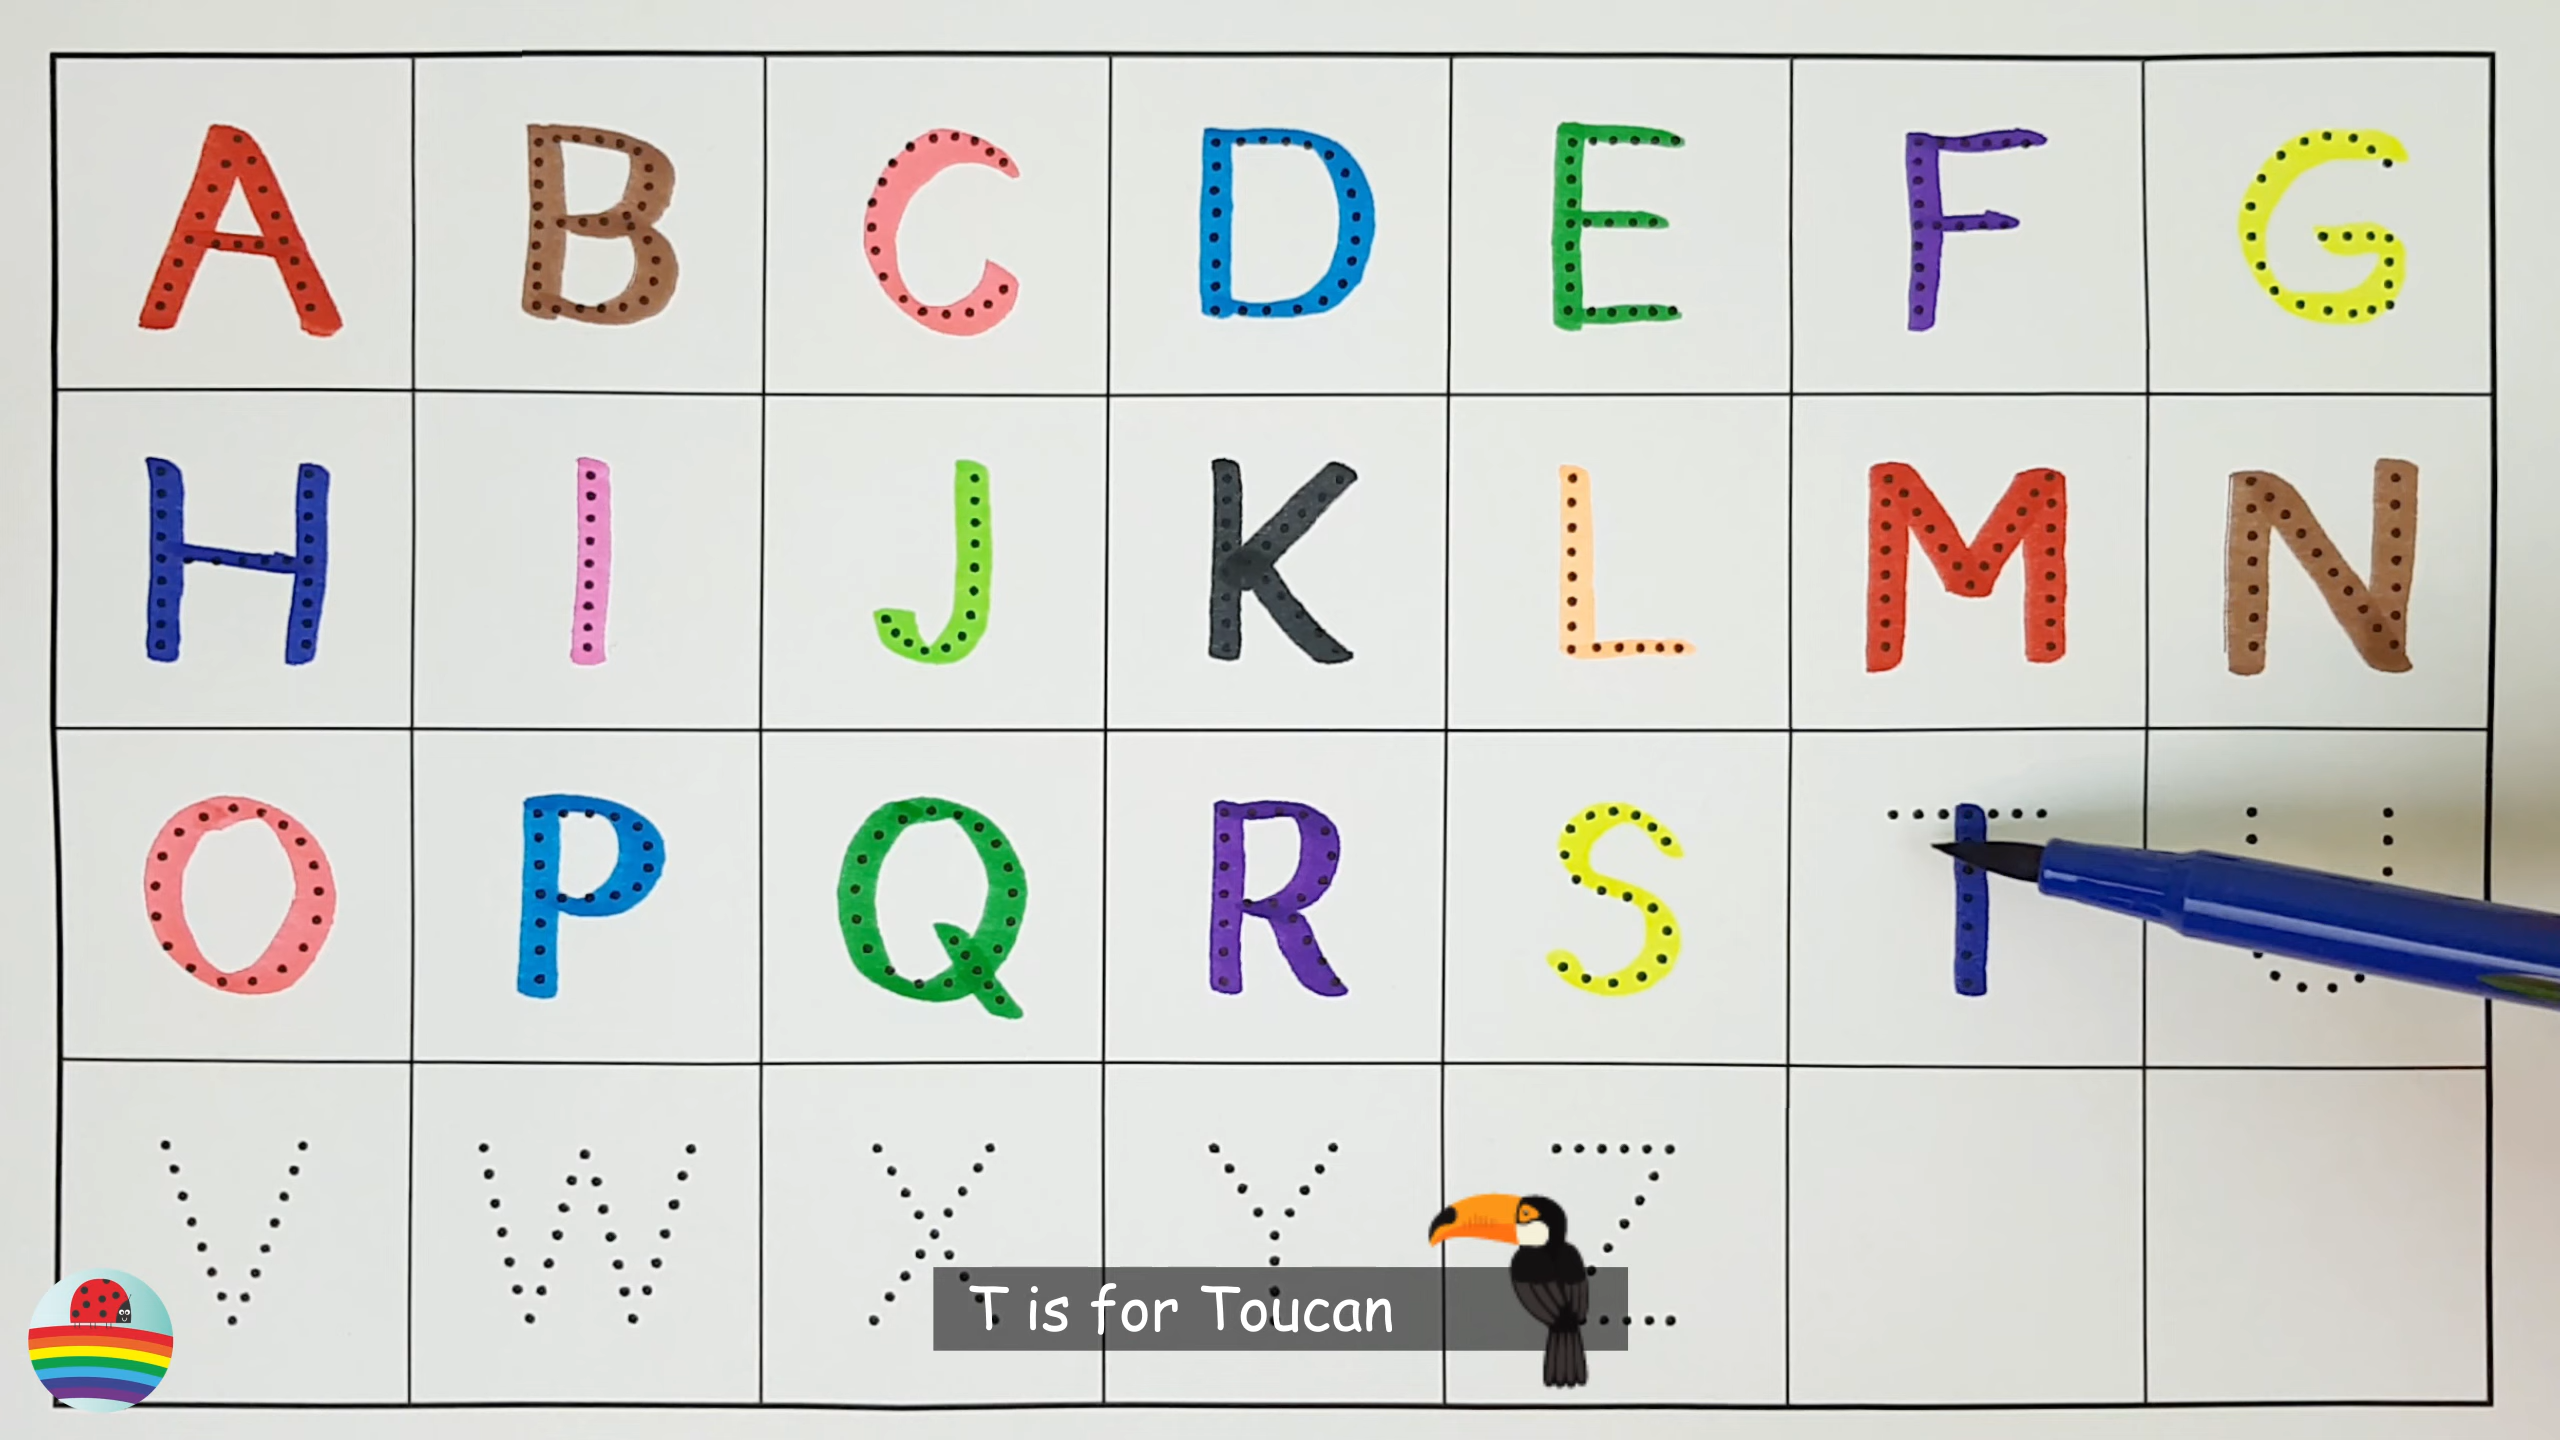 A B C D E F G
H I J K L M N
O P Q R S T U
V W X Y Z
T is for Toucan